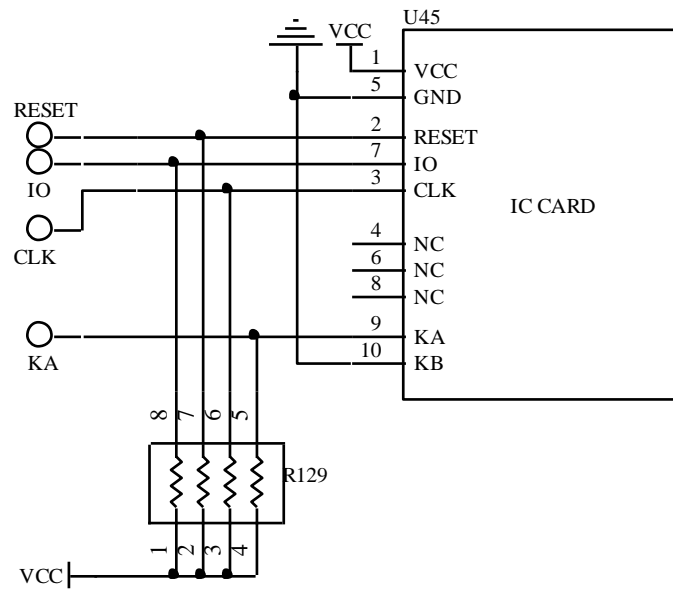 U45
VCC
1
VCC
5
GND
RESET
2
RESET
7
IO
IO
3
CLK
IC CARD
CLK
4
NC
6
NC
8
NC
9
KA
KA
10
KB
8
7
6
5
R129
1
2
3
4
VCC